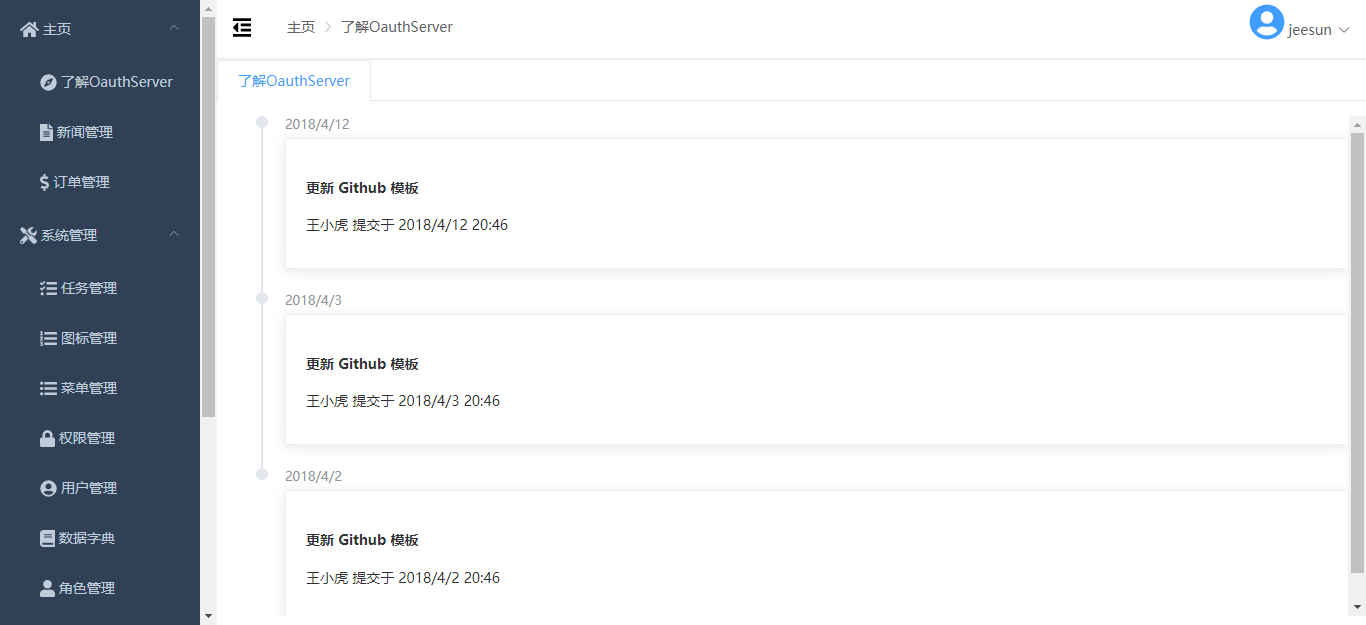 主页
了解OauthServer
新闻管理
订单管理
系统管理
任务管理
图标管理
菜单管理
权限管理
用户管理
数据字典
角色管理
主页 了解OauthServer
jeesun
了解OauthServer
2018/4/12
更新 Github 模板
王小虎 提交于 2018/4/12 20:46
2018/4/3
更新 Github 模板
王小虎 提交于 2018/4/3 20:46
2018/4/2
更新 Github 模板
王小虎 提交于 2018/4/2 20:46